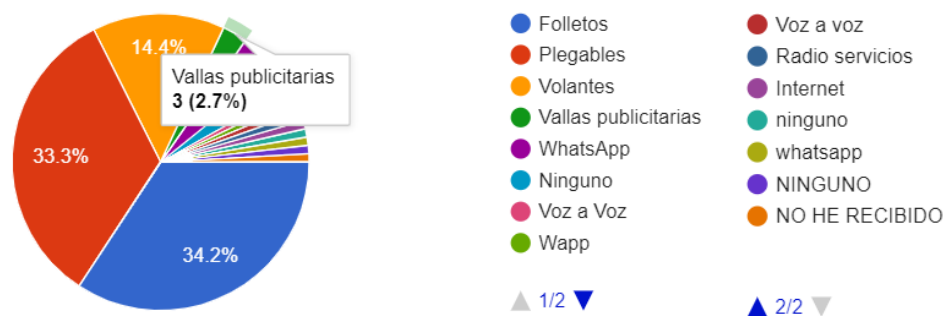 14.4%
Vallas publicitarias
3 (2.7%)
33.3%
34.2%
Folletos
Plegables
Volantes
Vallas publicitarias
WhatsApp
Ninguno
Voz a Voz
Wapp
1/2
Voz a voz
Radio servicios
Internet
ninguno
whatsapp
NINGUNO
NO HE RECIBIDO
2/2